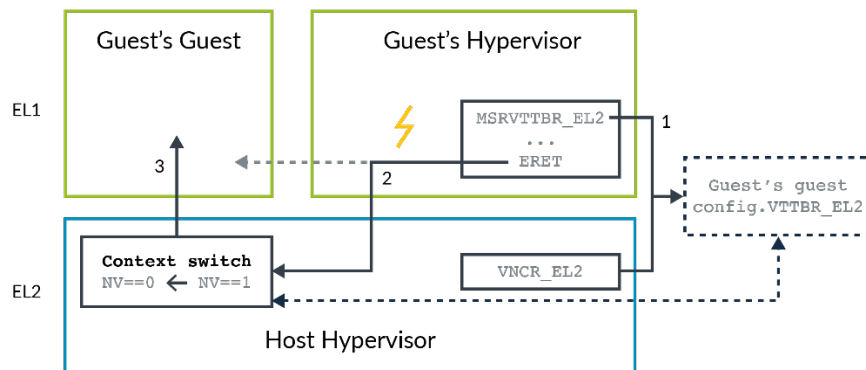 Guest's Guest
Guest's Hypervisor
EL1
MSRVTTBR_EL2
...
ERET
1
2
3
Guest's guest
config.VTTBR_EL2
Context switch
NV==0 ← NV==1
VNCR_EL2
EL2
Host Hypervisor